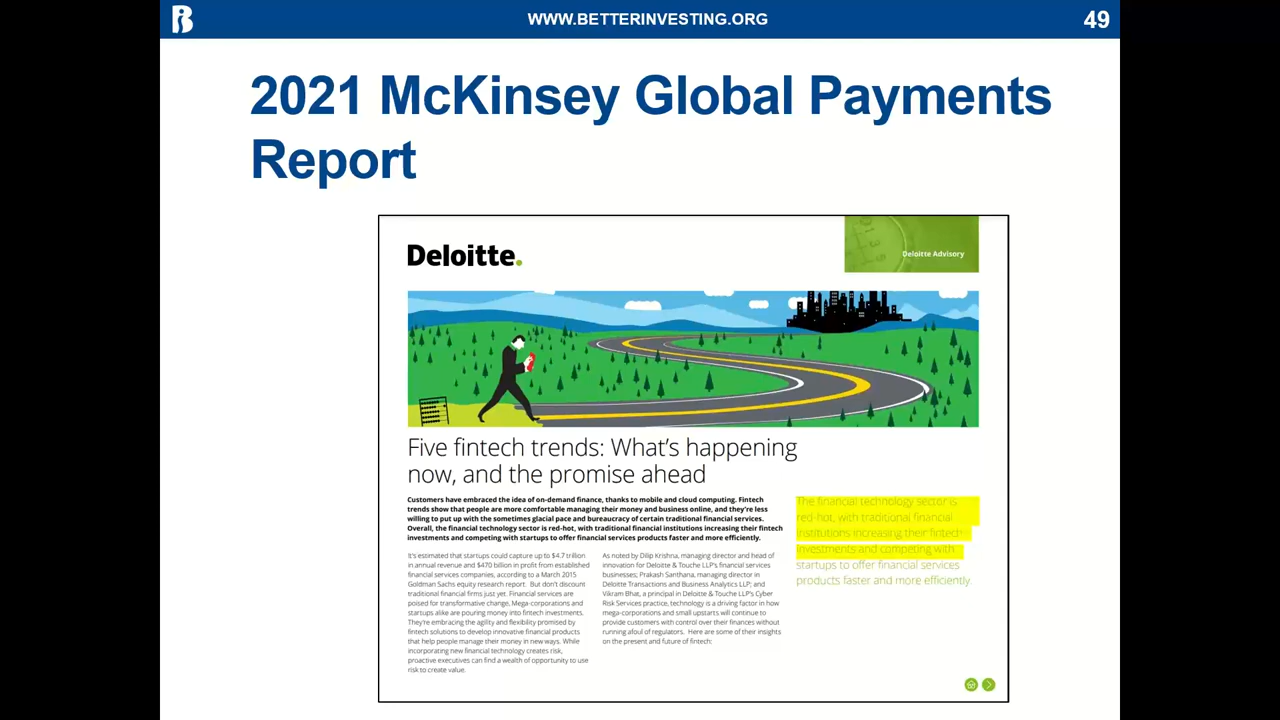 WWW.BETTERINVESTING.ORG
49
2021 McKinsey Global Payments
Report
Deloitte.
Deloitte Advisory
Five fintech trends: What's happening
now, and the promise ahead
Customers have embraced the idea of on-demand finance, thanks to mobile and cloud computing. Fintech
trends show that people are more comfortable managing their money and business online, and they're less
willing to put up with the sometimes glacial pace and bureaucracy of certain traditional financial services.
Overall, the financial technology sector is red-hot, with traditional financial institutions increasing their fintech
investments and competing with startups to offer financial services products faster and more efficiently.
It's estimated that startups could capture up to $4.7 trillion
in annual revenue and $470 billion in profit from established
financial services companies, according to a March 2015
Goldman Sachs equity research report. But don't discount
traditional financial firms just yet. Financial services are
poised for transformative change, Mega-corporations and
startups alike are pouring money into fintech investments.
They're embracing the agility and flexibility promised by
fintech solutions to develop innovative financial products
that help people manage their money in new ways. While
incorporating new financial technology creates risk,
proactive executives can find a wealth of opportunity to use
risk to create value.
As noted by Dilip Krishna, managing director and head of
innovation for Deloitte & Touche LLP's financial services
businesses; Prakash Santhana, managing director in
Deloitte Transactions and Business Analytics LLP; and
Vikram Bhat, a principal in Deloitte & Touche LLP's Cyber
Risk Services practice, technology is a driving factor in how
mega-corporations and small upstarts will continue to
provide customers with control over their finances without
running afoul of regulators. Here are some of their insights
on the present and future of fintech:
The financial technology sector is
red-hot, with traditional financial
institutions increasing their fintech
investments and competing with
startups to offer financial services
products faster and more efficiently.